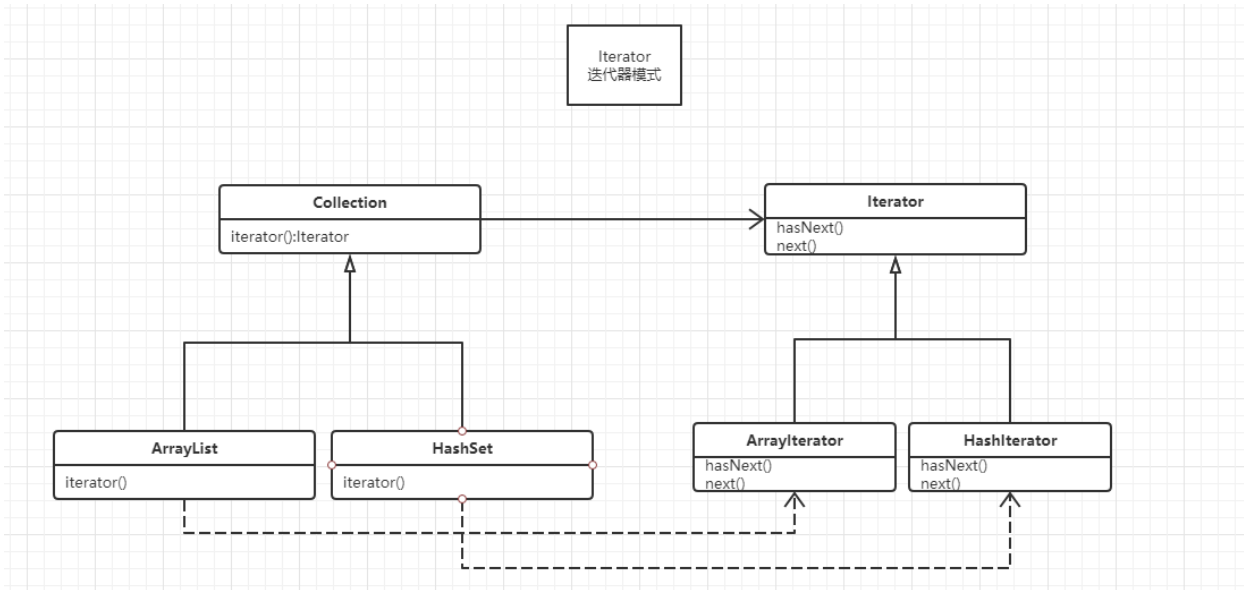 Iterator
迭代器模式
Collection
iterator():Iterator
Iterator
hasNext()
next()
ArrayList
iterator()
HashSet
iterator()
ArrayIterator
hasNext()
next()
HashIterator
hasNext()
next()